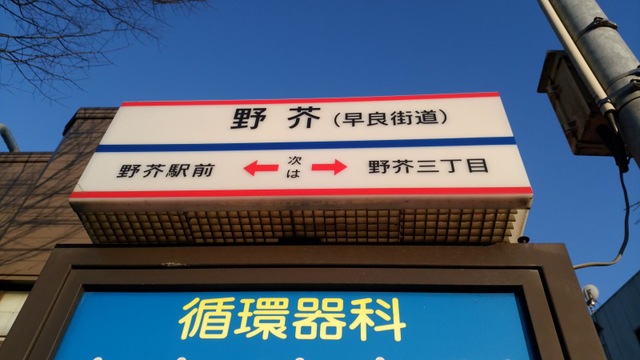 野芥(早良街道)
野芥駅前 ← 次は → 野芥三丁目
循環器科